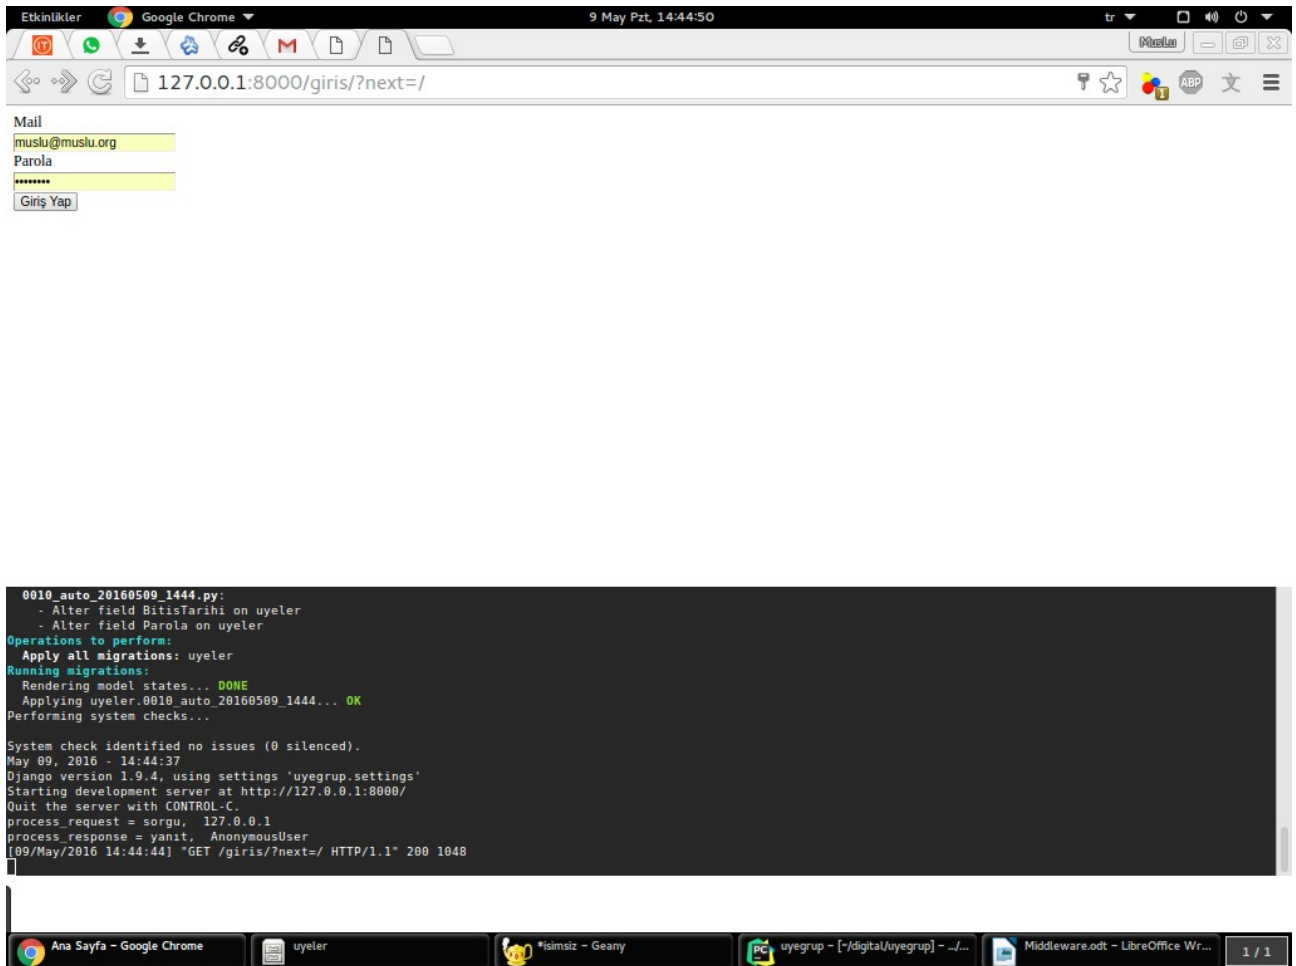 Etkinlikler Google Chrome 9 May Pzt, 14:44:50 tr
MusLu
127.0.0.1:8000/giris/?next=/ ABP
Mail
muslu@muslu.org
Parola
••••••••
Giriş Yap
0010_auto_20160509_1444.py:
- Alter field BitisTarihi on uyeler
- Alter field Parola on uyeler
Operations to perform:
Apply all migrations: uyeler
Running migrations:
Rendering model states... DONE
Applying uyeler.0010_auto_20160509_1444... OK
Performing system checks...
System check identified no issues (0 silenced).
May 09, 2016 - 14:44:37
Django version 1.9.4, using settings 'uyegrup.settings'
Starting development server at http://127.0.0.1:8000/
Quit the server with CONTROL-C.
process_request = sorgu,  127.0.0.1
process_response = yanıt,  AnonymousUser
[09/May/2016 14:44:44] "GET /giris/?next=/ HTTP/1.1" 200 1048
Ana Sayfa – Google Chrome uyeler *isimsiz – Geany uyegrup – [~/digital/uyegrup] – .../... Middleware.odt – LibreOffice Wr... 1 / 1